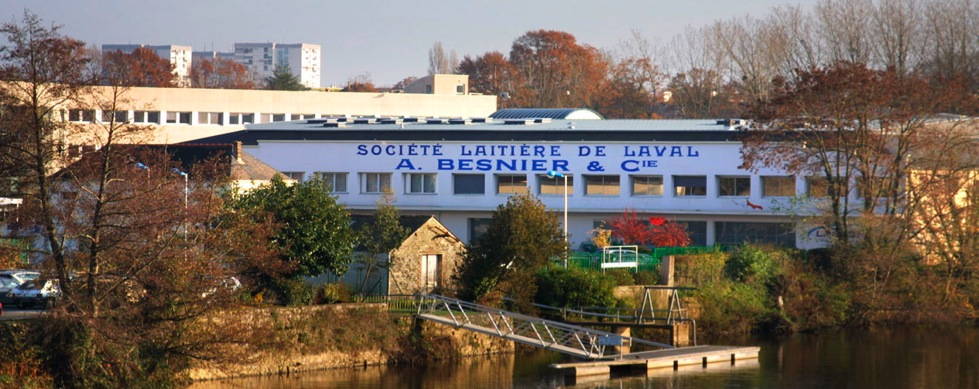 SOCIÉTÉ LAITIÈRE DE LAVAL
A. BESNIER & CIE